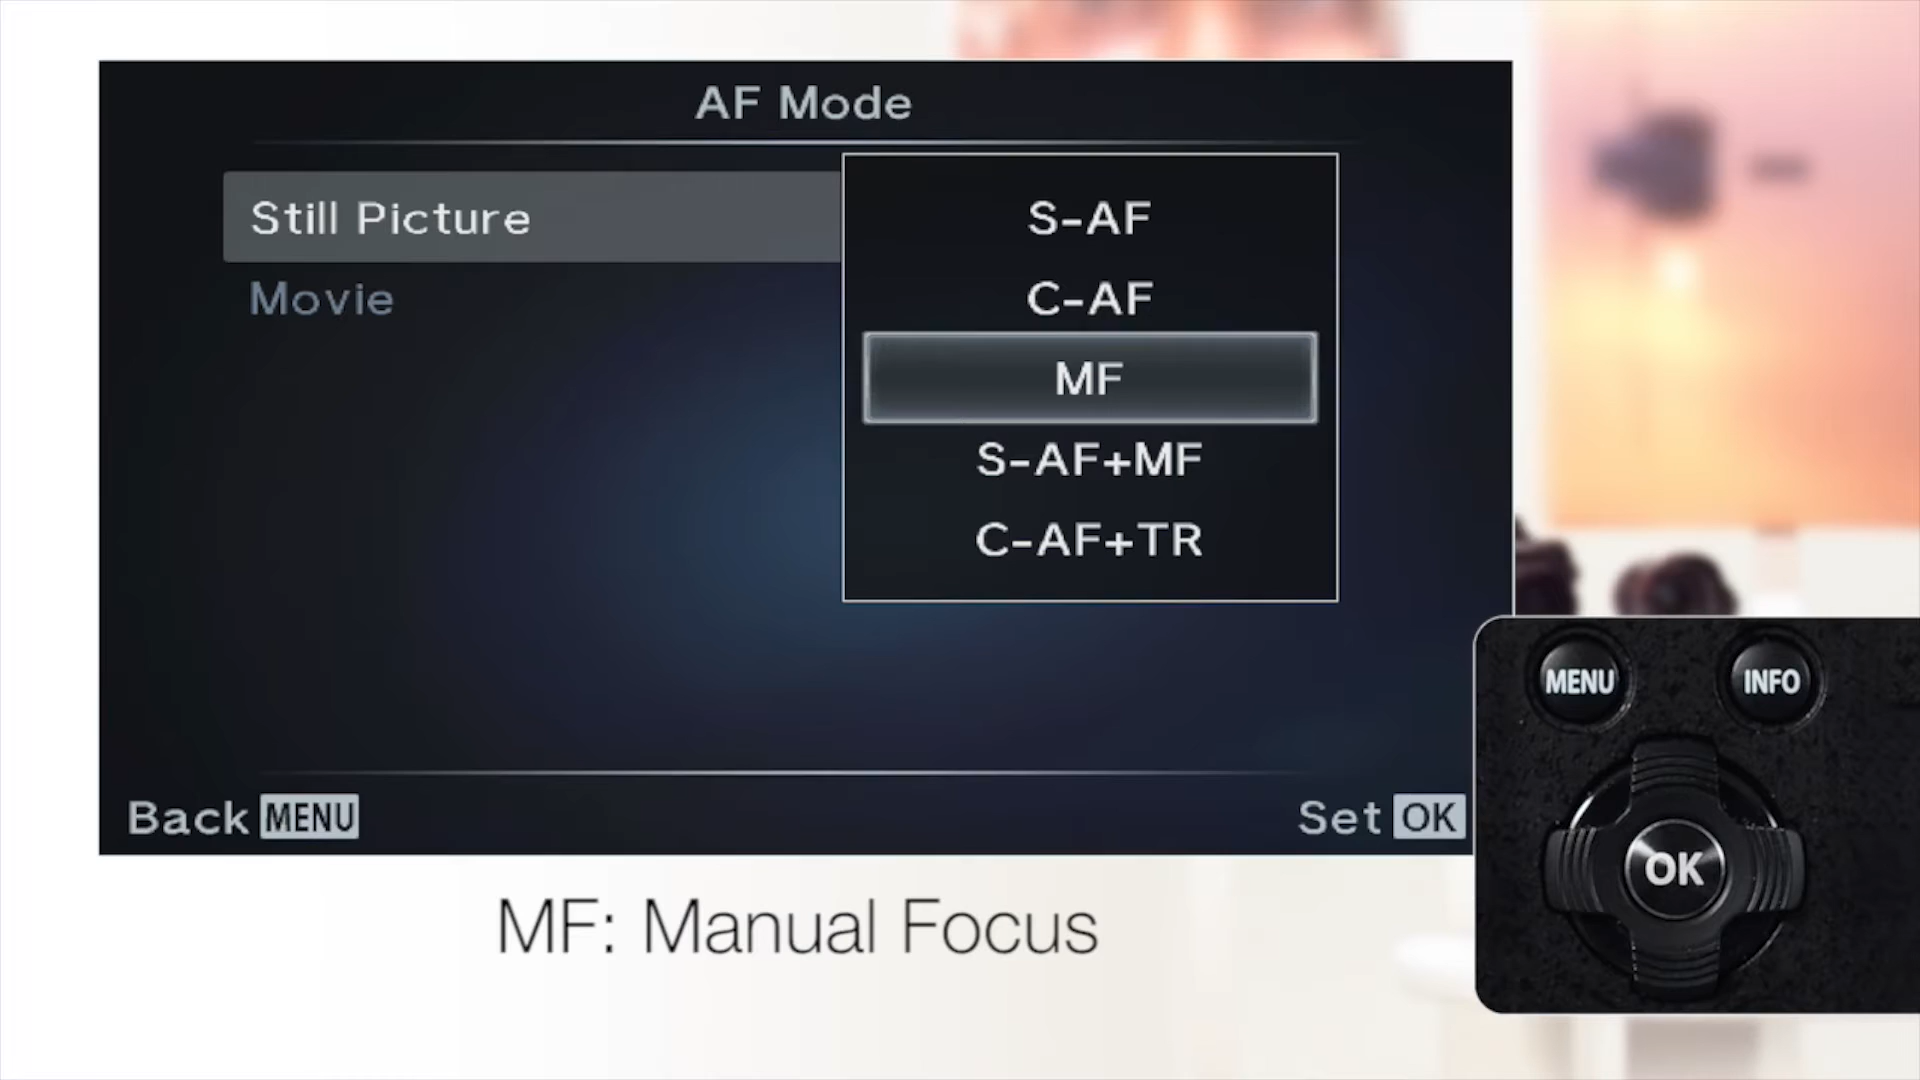 AF Mode
Still Picture
Movie
S-AF
C-AF
MF
S-AF+MF
C-AF+TR
Back MENU
Set OK
MENU
INFO
OK
MF: Manual Focus